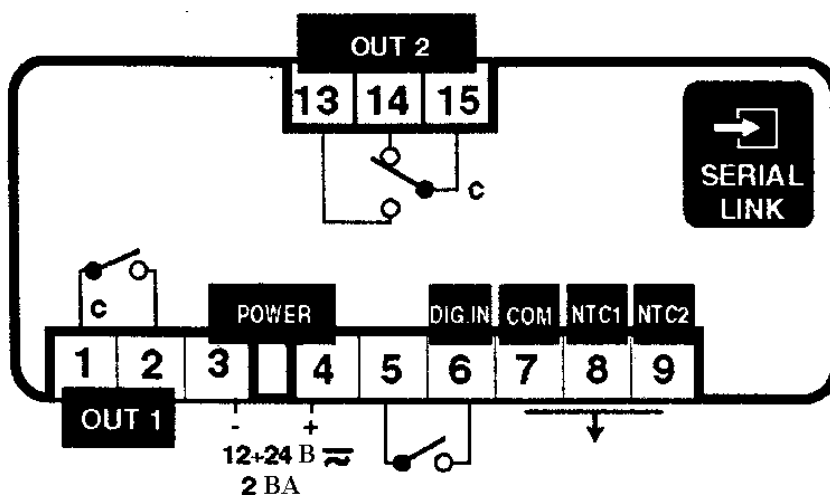 OUT 2
13 14 15
SERIAL
LINK
C
C
POWER
DIG.IN COM NTC1 NTC2
1 2 3 4 5 6 7 8 9
OUT 1
- +
12÷24 В
2 ВА